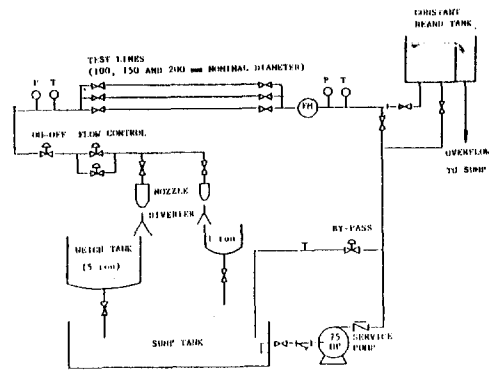 CONSTANT
HEAND TANK
TEST LINES
(100, 150 AND 200 mm NOMINAL DIAMETER)
P T
P T
FM
ON-OFF FLOW CONTROL
OVERFLOW
TO SUMP
NOZZLE
DIVERTER
WEIGH TANK
(5 ton)
1 ton
BY-PASS
SUMP TANK
75
HP
SERVICE
PUMP